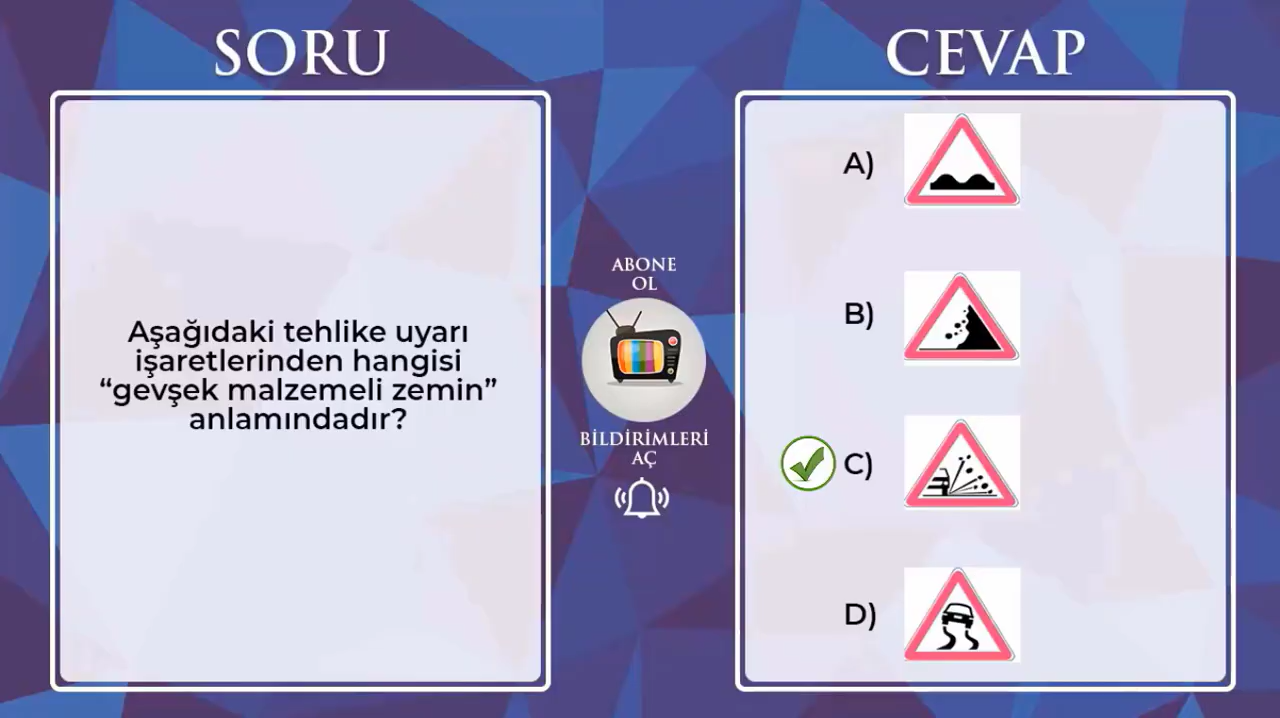 SORU
Aşağıdaki tehlike uyarı
işaretlerinden hangisi
“gevşek malzemeli zemin”
anlamındadır?
ABONE
OL
BİLDİRİMLERİ
AÇ
CEVAP
A)
B)
C)
D)